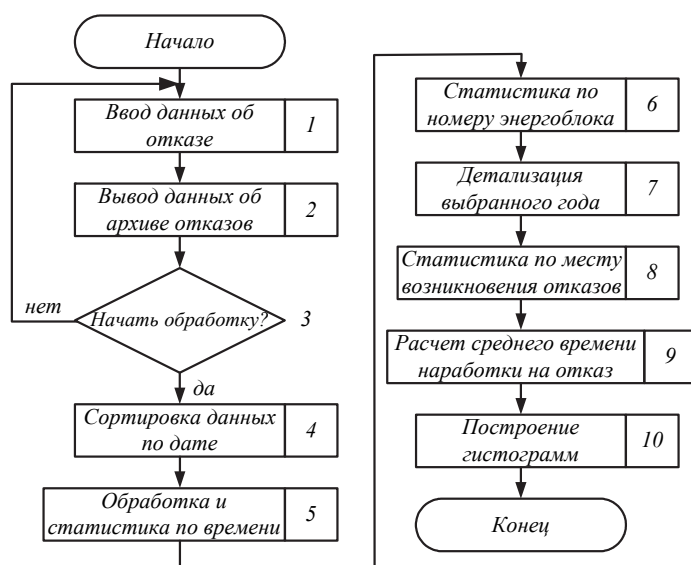 Начало
Ввод данных об
отказе
1
Вывод данных об
архиве отказов
2
Начать обработку?
3
нет
да
Сортировка данных
по дате
4
Обработка и
статистика по времени
5
Статистика по
номеру энергоблока
6
Детализация
выбранного года
7
Статистика по месту
возникновения отказов
8
Расчет среднего времени
наработки на отказ
9
Построение
гистограмм
10
Конец